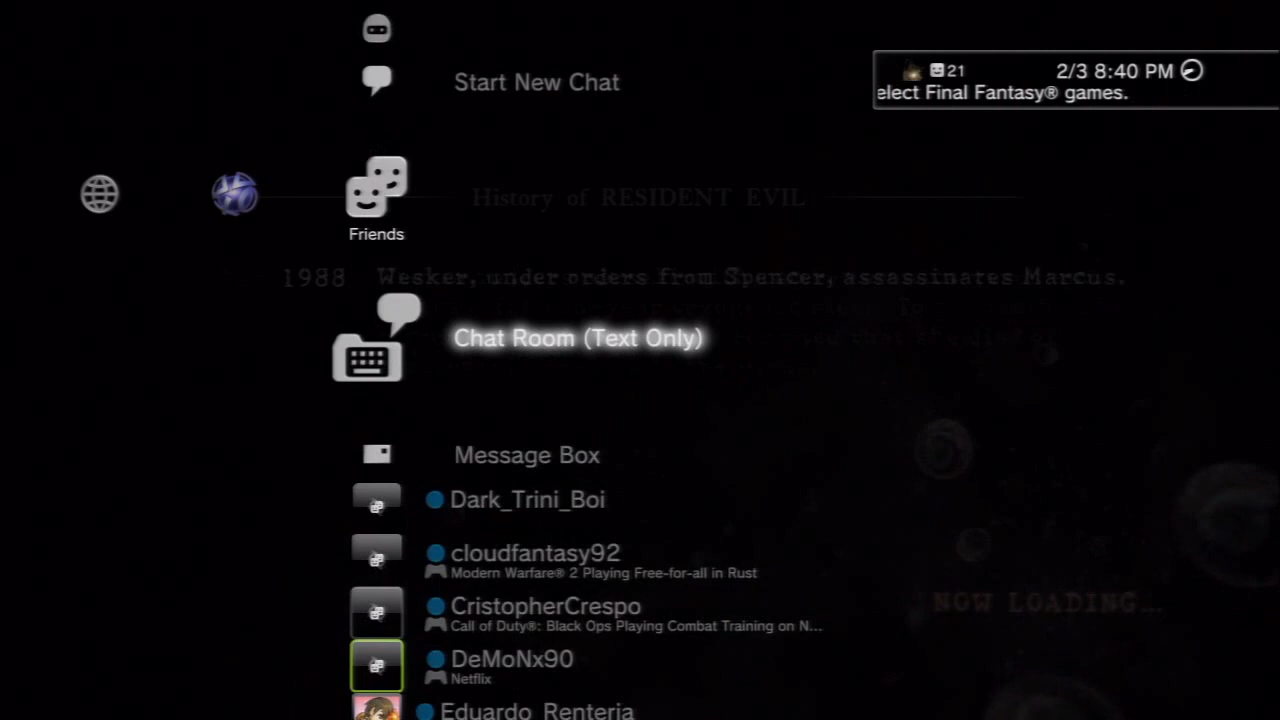 Start New Chat
21
2/3 8:40 PM
elect Final Fantasy® games.
History of RESIDENT EVIL
Friends
1988 Wesker, under orders from Spencer, assassinates Marcus.
Chat Room (Text Only)
Message Box
Dark_Trini_Boi
cloudfantasy92
Modern Warfare® 2 Playing Free-for-all in Rust
CristopherCrespo
Call of Duty®: Black Ops Playing Combat Training on N...
DeMoNx90
Netflix
NOW LOADING...
Eduardo_Renteria